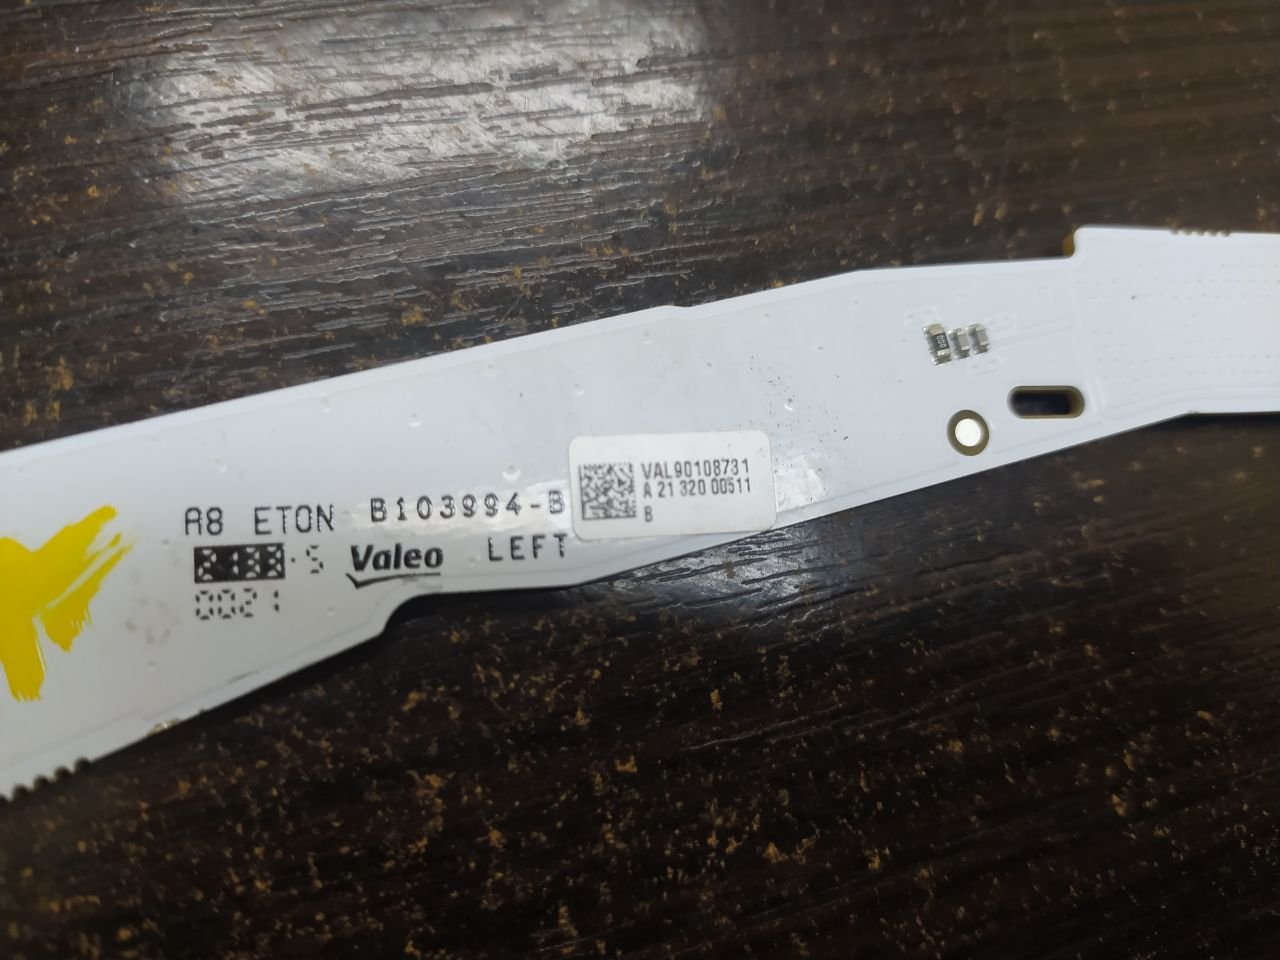 A8 ETON B103994-B
Valeo LEFT
0021
VAL90108731
A 21 320 00511
B